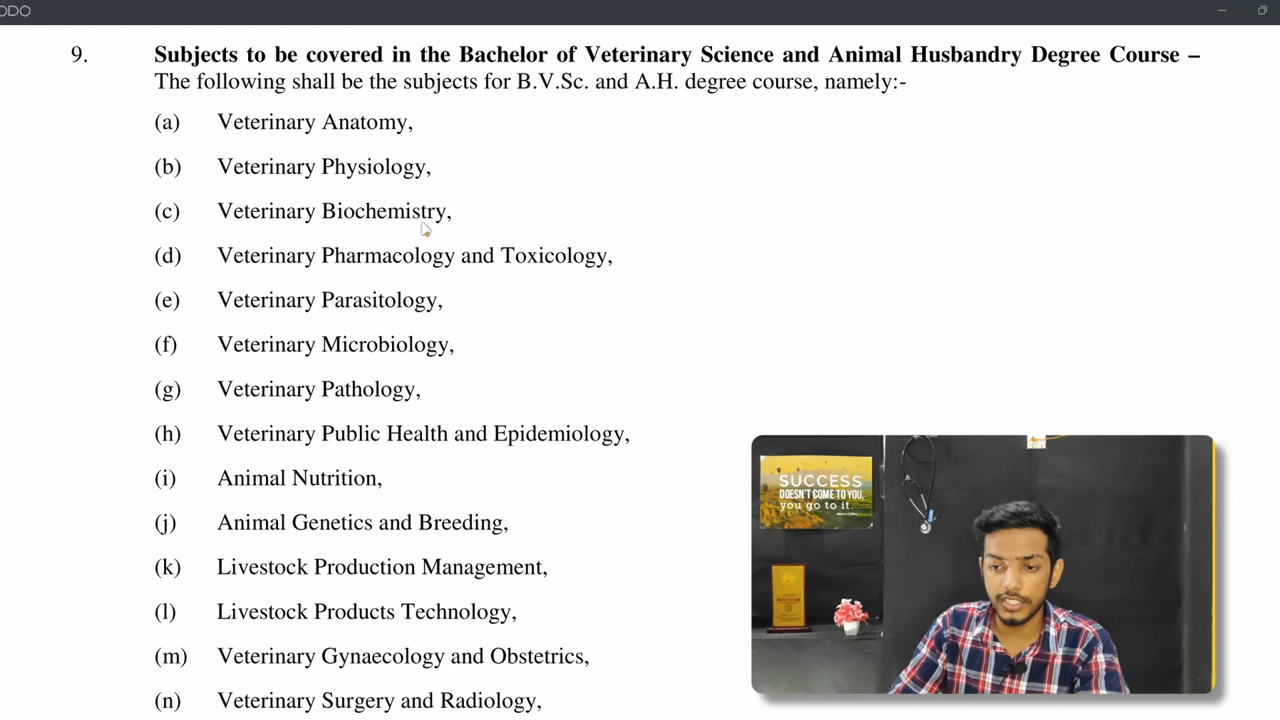 ODO
9. Subjects to be covered in the Bachelor of Veterinary Science and Animal Husbandry Degree Course –
The following shall be the subjects for B.V.Sc. and A.H. degree course, namely:-
(a) Veterinary Anatomy,
(b) Veterinary Physiology,
(c) Veterinary Biochemistry,
(d) Veterinary Pharmacology and Toxicology,
(e) Veterinary Parasitology,
(f) Veterinary Microbiology,
(g) Veterinary Pathology,
(h) Veterinary Public Health and Epidemiology,
(i) Animal Nutrition,
(j) Animal Genetics and Breeding,
(k) Livestock Production Management,
(l) Livestock Products Technology,
(m) Veterinary Gynaecology and Obstetrics,
(n) Veterinary Surgery and Radiology,
SUCCESS
DOESN'T COME TO YOU,
you go to it.